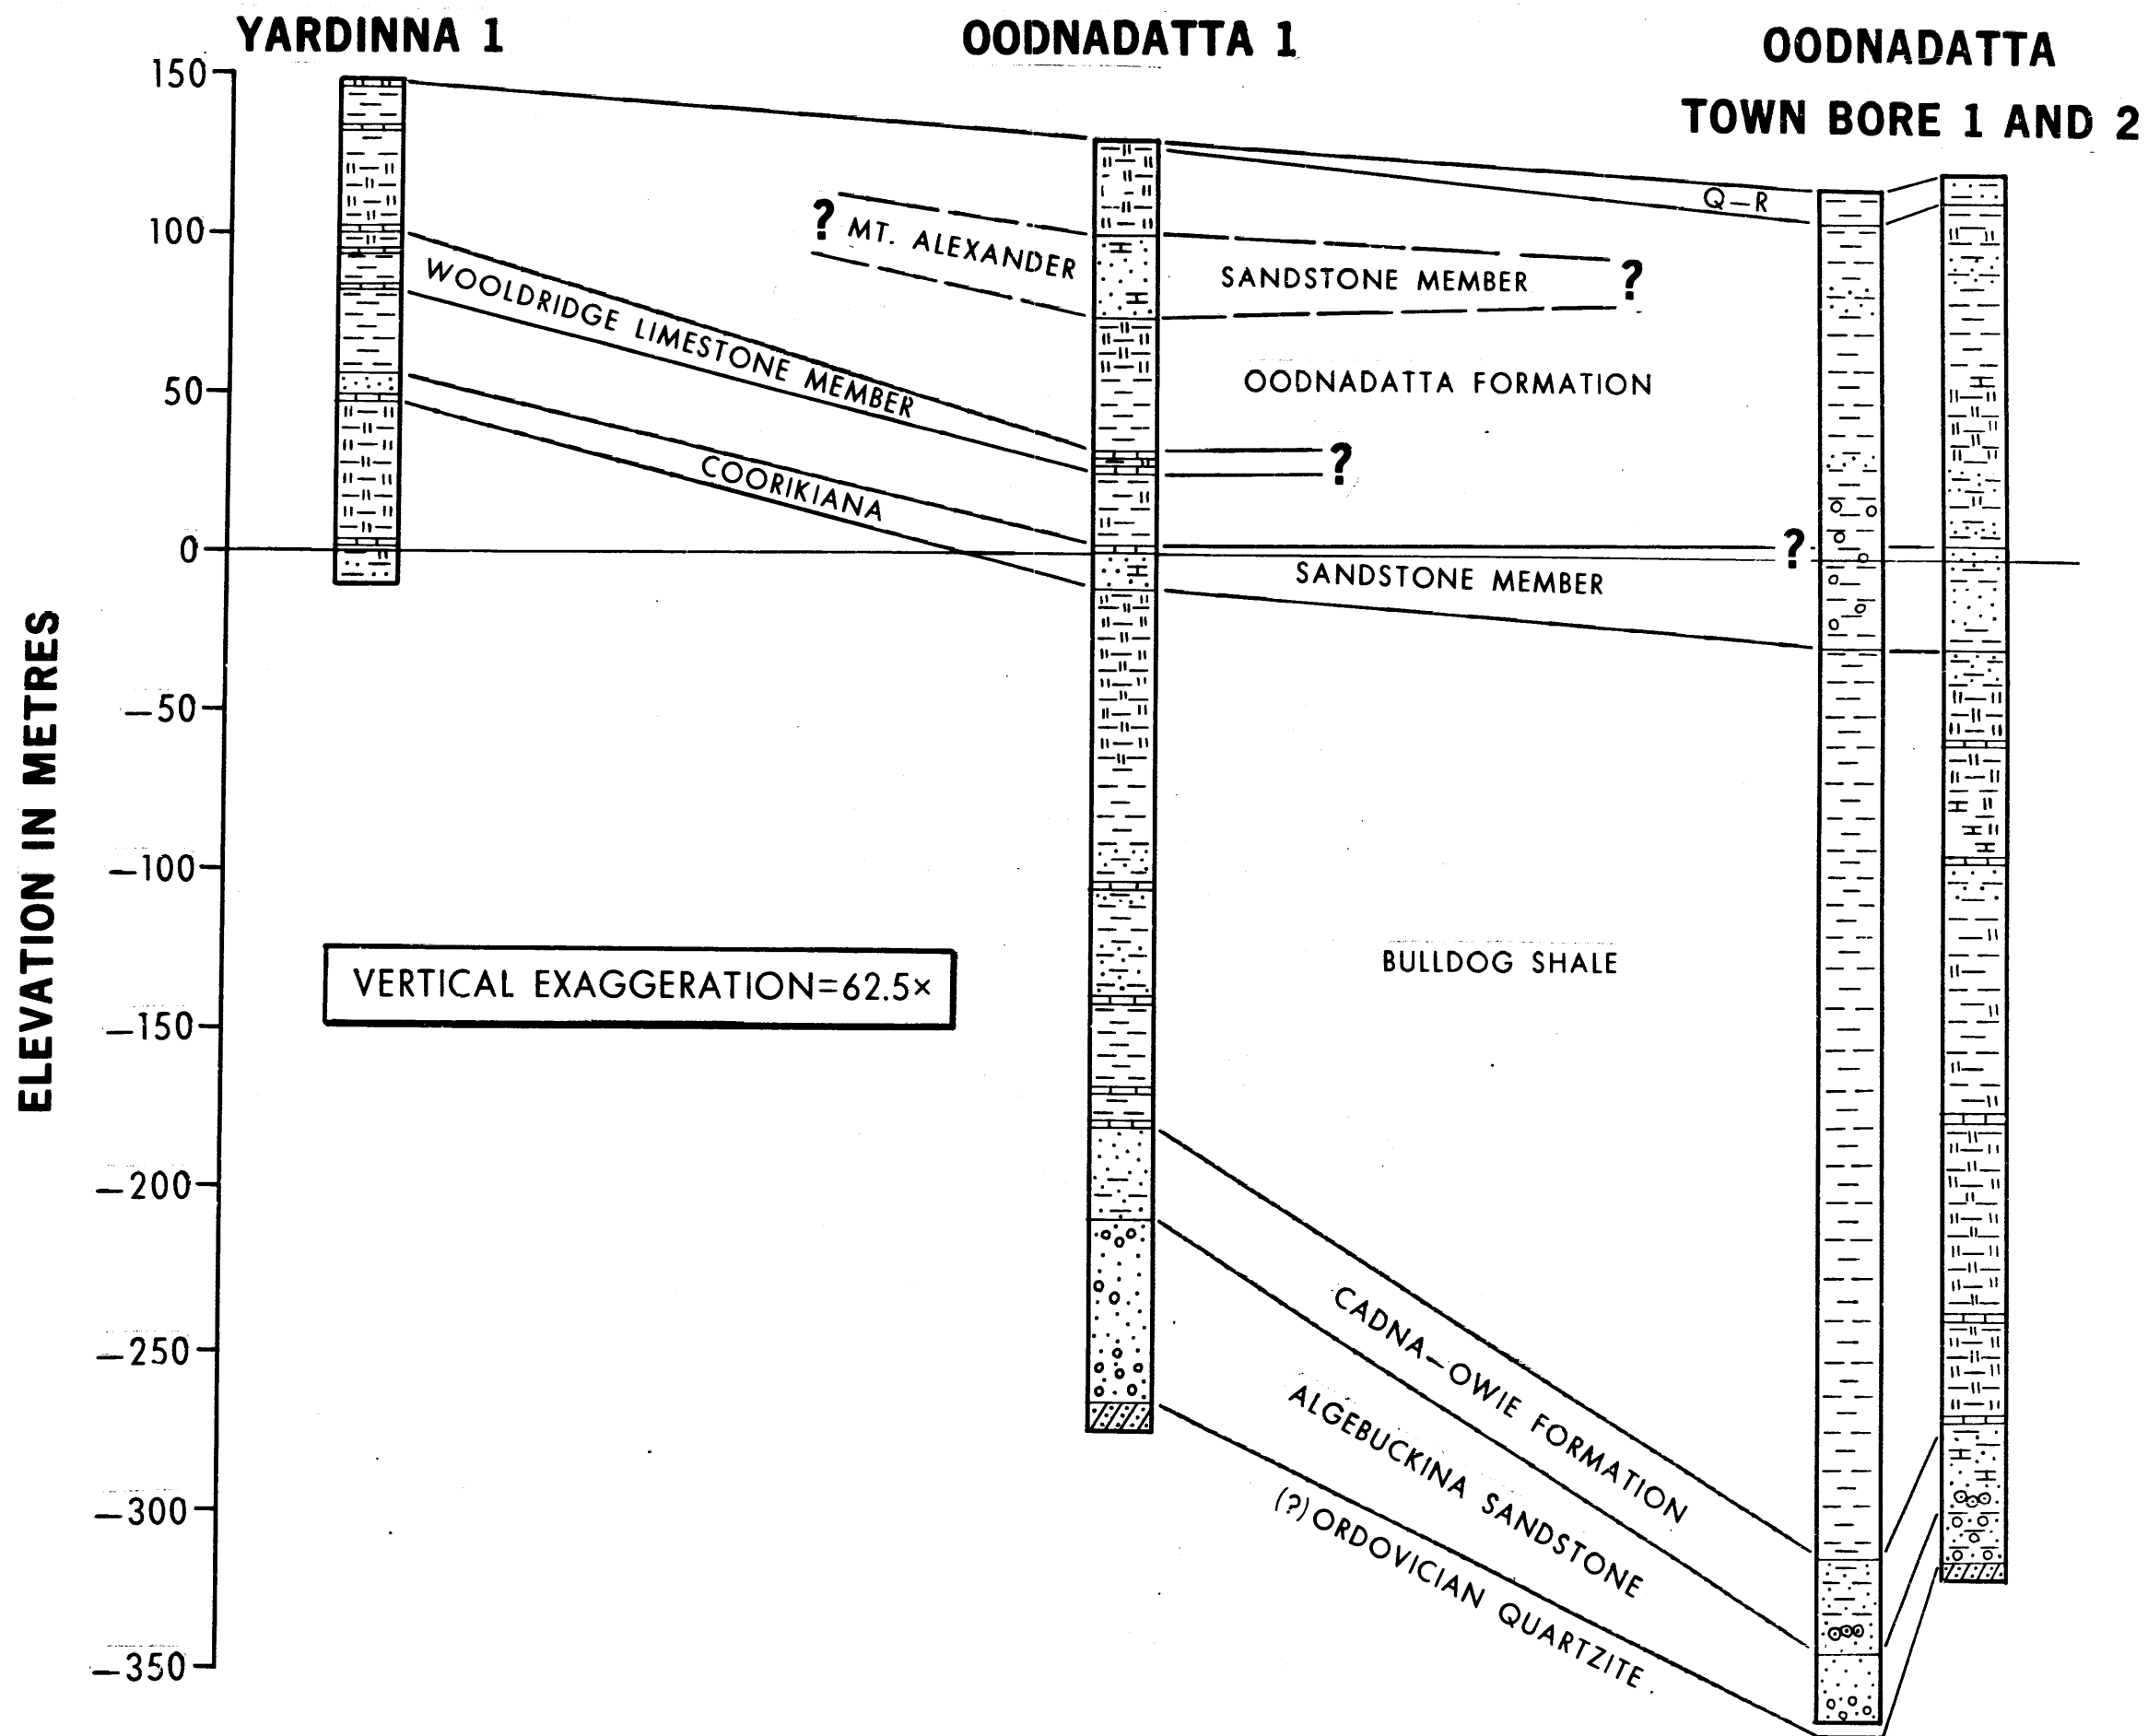 YARDINNA 1
OODNADATTA 1
OODNADATTA
TOWN BORE 1 AND 2
150
100
50
0
—50
—100
—150
—200
—250
—300
—350
ELEVATION IN METRES
Q—R
? MT. ALEXANDER
SANDSTONE MEMBER ?
WOOLDRIDGE LIMESTONE MEMBER
OODNADATTA FORMATION
?
COORIKIANA
?
SANDSTONE MEMBER
BULLDOG SHALE
VERTICAL EXAGGERATION=62.5×
CADNA—OWIE FORMATION
ALGEBUCKINA SANDSTONE
(?) ORDOVICIAN QUARTZITE